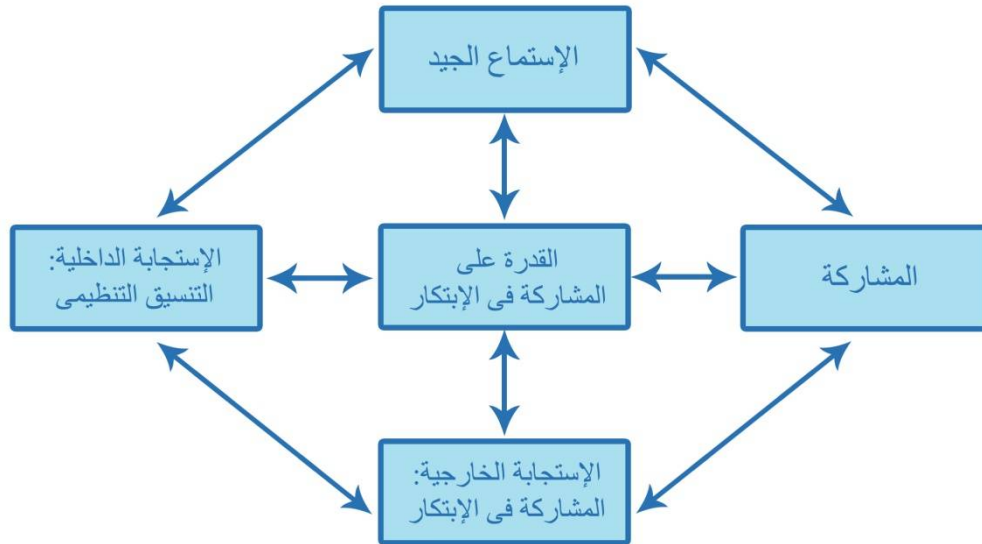 الإستماع الجيد
المشاركة
القدرة على
المشاركة فى الإبتكار
الإستجابة الداخلية:
التنسيق التنظيمى
الإستجابة الخارجية:
المشاركة فى الإبتكار